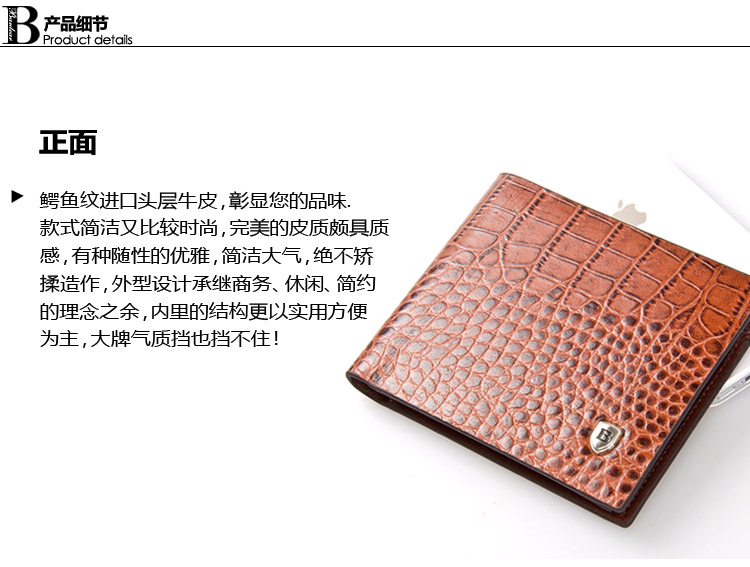 B 产品细节
Product details
正面
鳄鱼纹进口头层牛皮,彰显您的品味.
款式简洁又比较时尚,完美的皮质颇具质
感,有种随性的优雅,简洁大气,绝不矫
揉造作,外型设计承继商务、休闲、简约
的理念之余,内里的结构更以实用方便
为主,大牌气质挡也挡不住!
B